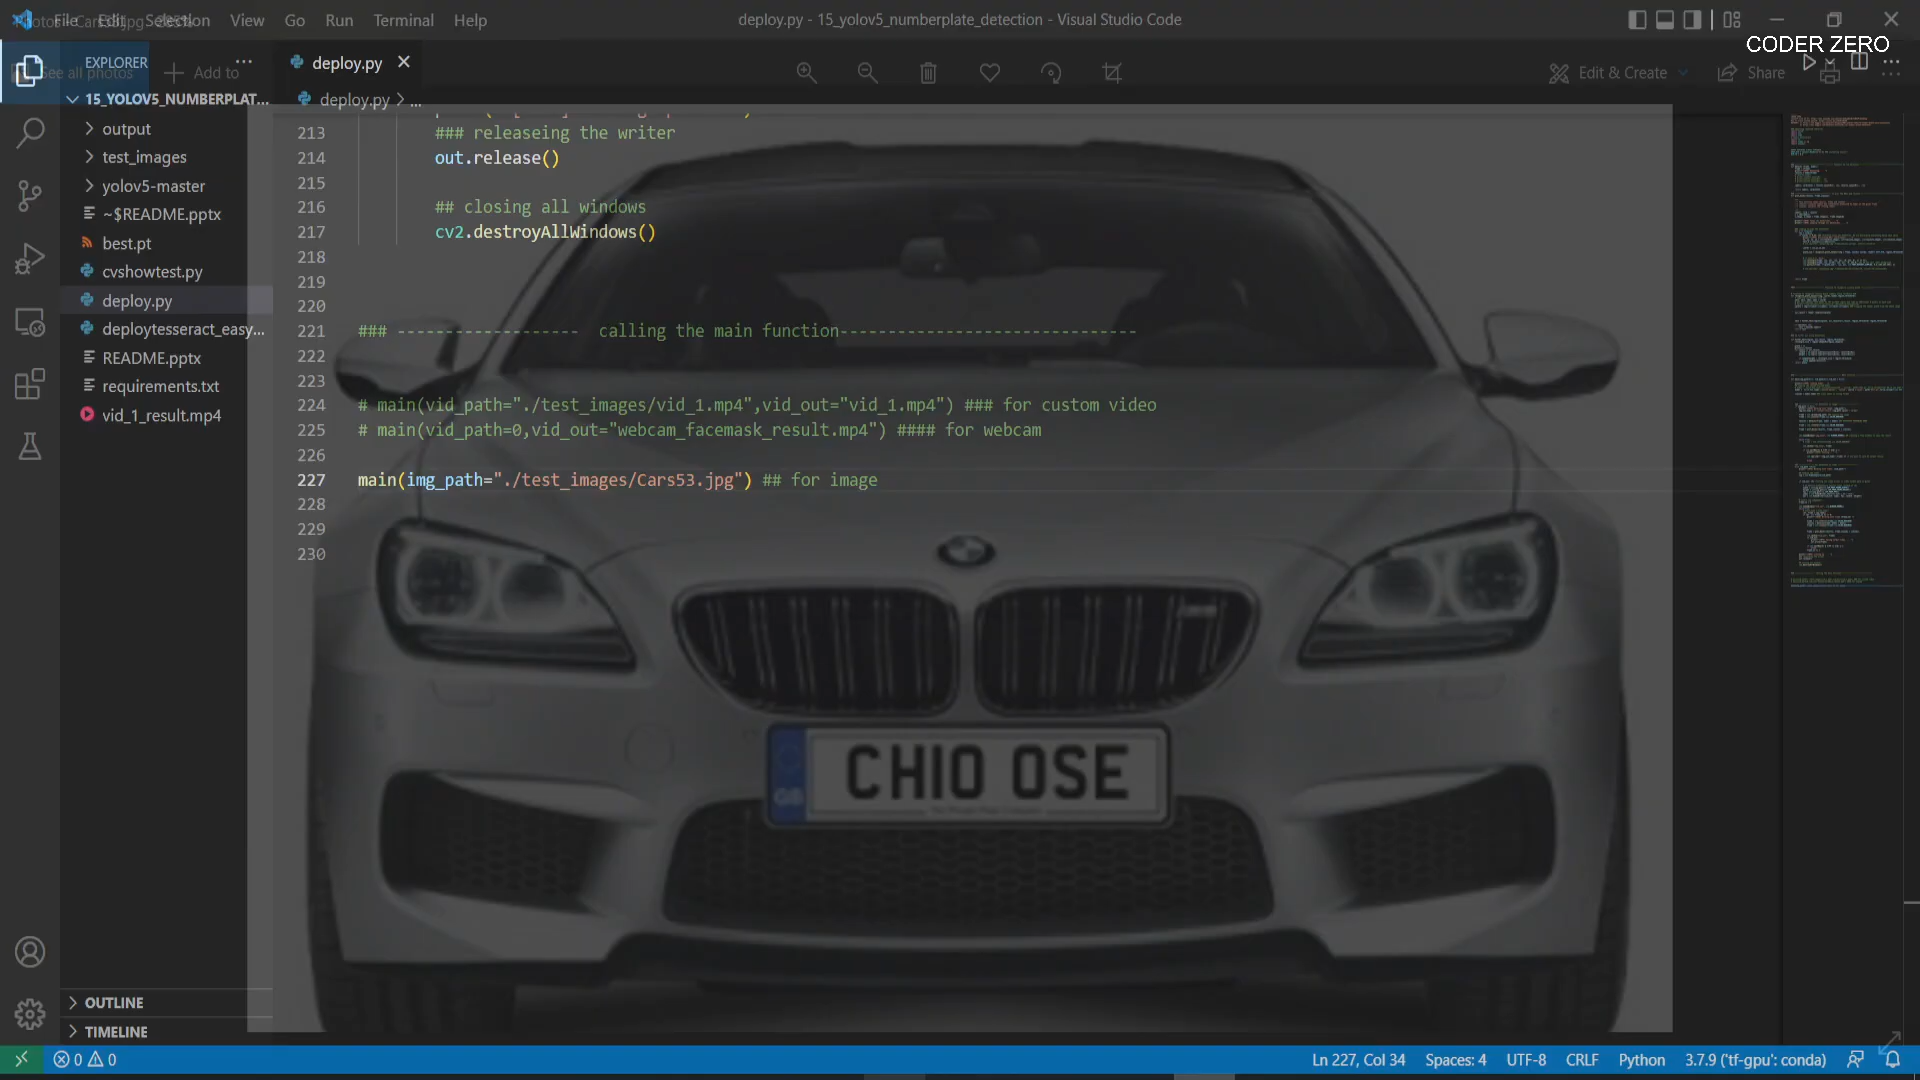 File Edit Selection View Go Run Terminal Help
deploy.py - 15_yolov5_numberplate_detection - Visual Studio Code
CODER ZERO
EXPLORER
See all photos
Add to
Edit & Create
Share
deploy.py
15_YOLOV5_NUMBERPLAT...
deploy.py > ...
output
test_images
yolov5-master
~$README.pptx
best.pt
cvshowtest.py
deploy.py
deploytesseract_easy...
README.pptx
requirements.txt
vid_1_result.mp4
213 ### releaseing the writer
214 out.release()
215
216 ## closing all windows
217 cv2.destroyAllWindows()
218
219
220
221 ### ------------------- calling the main function-------------------------------
222
223
224 # main(vid_path="./test_images/vid_1.mp4",vid_out="vid_1.mp4") ### for custom video
225 # main(vid_path=0,vid_out="webcam_facemask_result.mp4") #### for webcam
226
227 main(img_path="./test_images/Cars53.jpg") ## for image
228
229
230
GB
CHIO OSE
OUTLINE
TIMELINE
0 0
Ln 227, Col 34 Spaces: 4 UTF-8 CRLF Python 3.7.9 ('tf-gpu': conda)